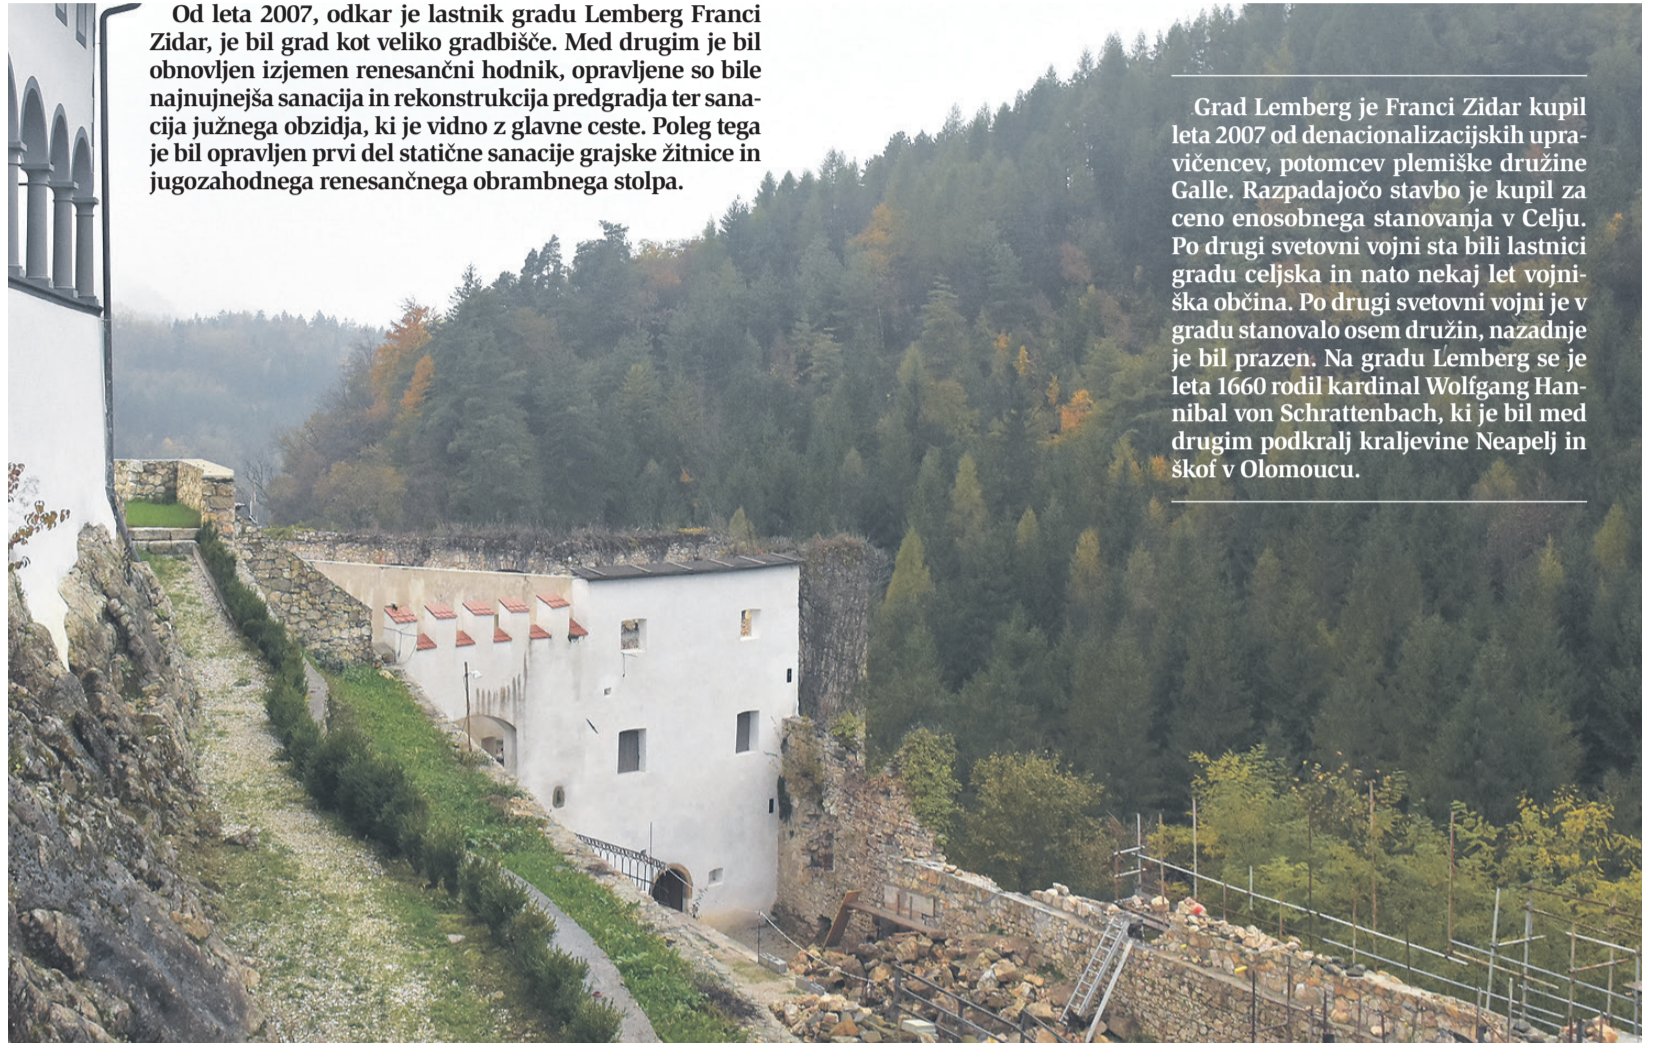 Od leta 2007, odkar je lastnik gradu Lemberg Franci
Zidar, je bil grad kot veliko gradbišče. Med drugim je bil
obnovljen izjemen renesančni hodnik, opravljene so bile
najnujnejša sanacija in rekonstrukcija predgradja ter sana-
cija južnega obzidja, ki je vidno z glavne ceste. Poleg tega
je bil opravljen prvi del statične sanacije grajske žitnice in
jugozahodnega renesančnega obrambnega stolpa.
Grad Lemberg je Franci Zidar kupil
leta 2007 od denacionalizacijskih upra-
vičencev, potomcev plemiške družine
Galle. Razpadajočo stavbo je kupil za
ceno enosobnega stanovanja v Celju.
Po drugi svetovni vojni sta bili lastnici
gradu celjska in nato nekaj let vojni-
ška občina. Po drugi svetovni vojni je v
gradu stanovalo osem družin, nazadnje
je bil prazen. Na gradu Lemberg se je
leta 1660 rodil kardinal Wolfgang Han-
nibal von Schrattenbach, ki je bil med
drugim podkralj kraljevine Neapelj in
škof v Olomoucu.